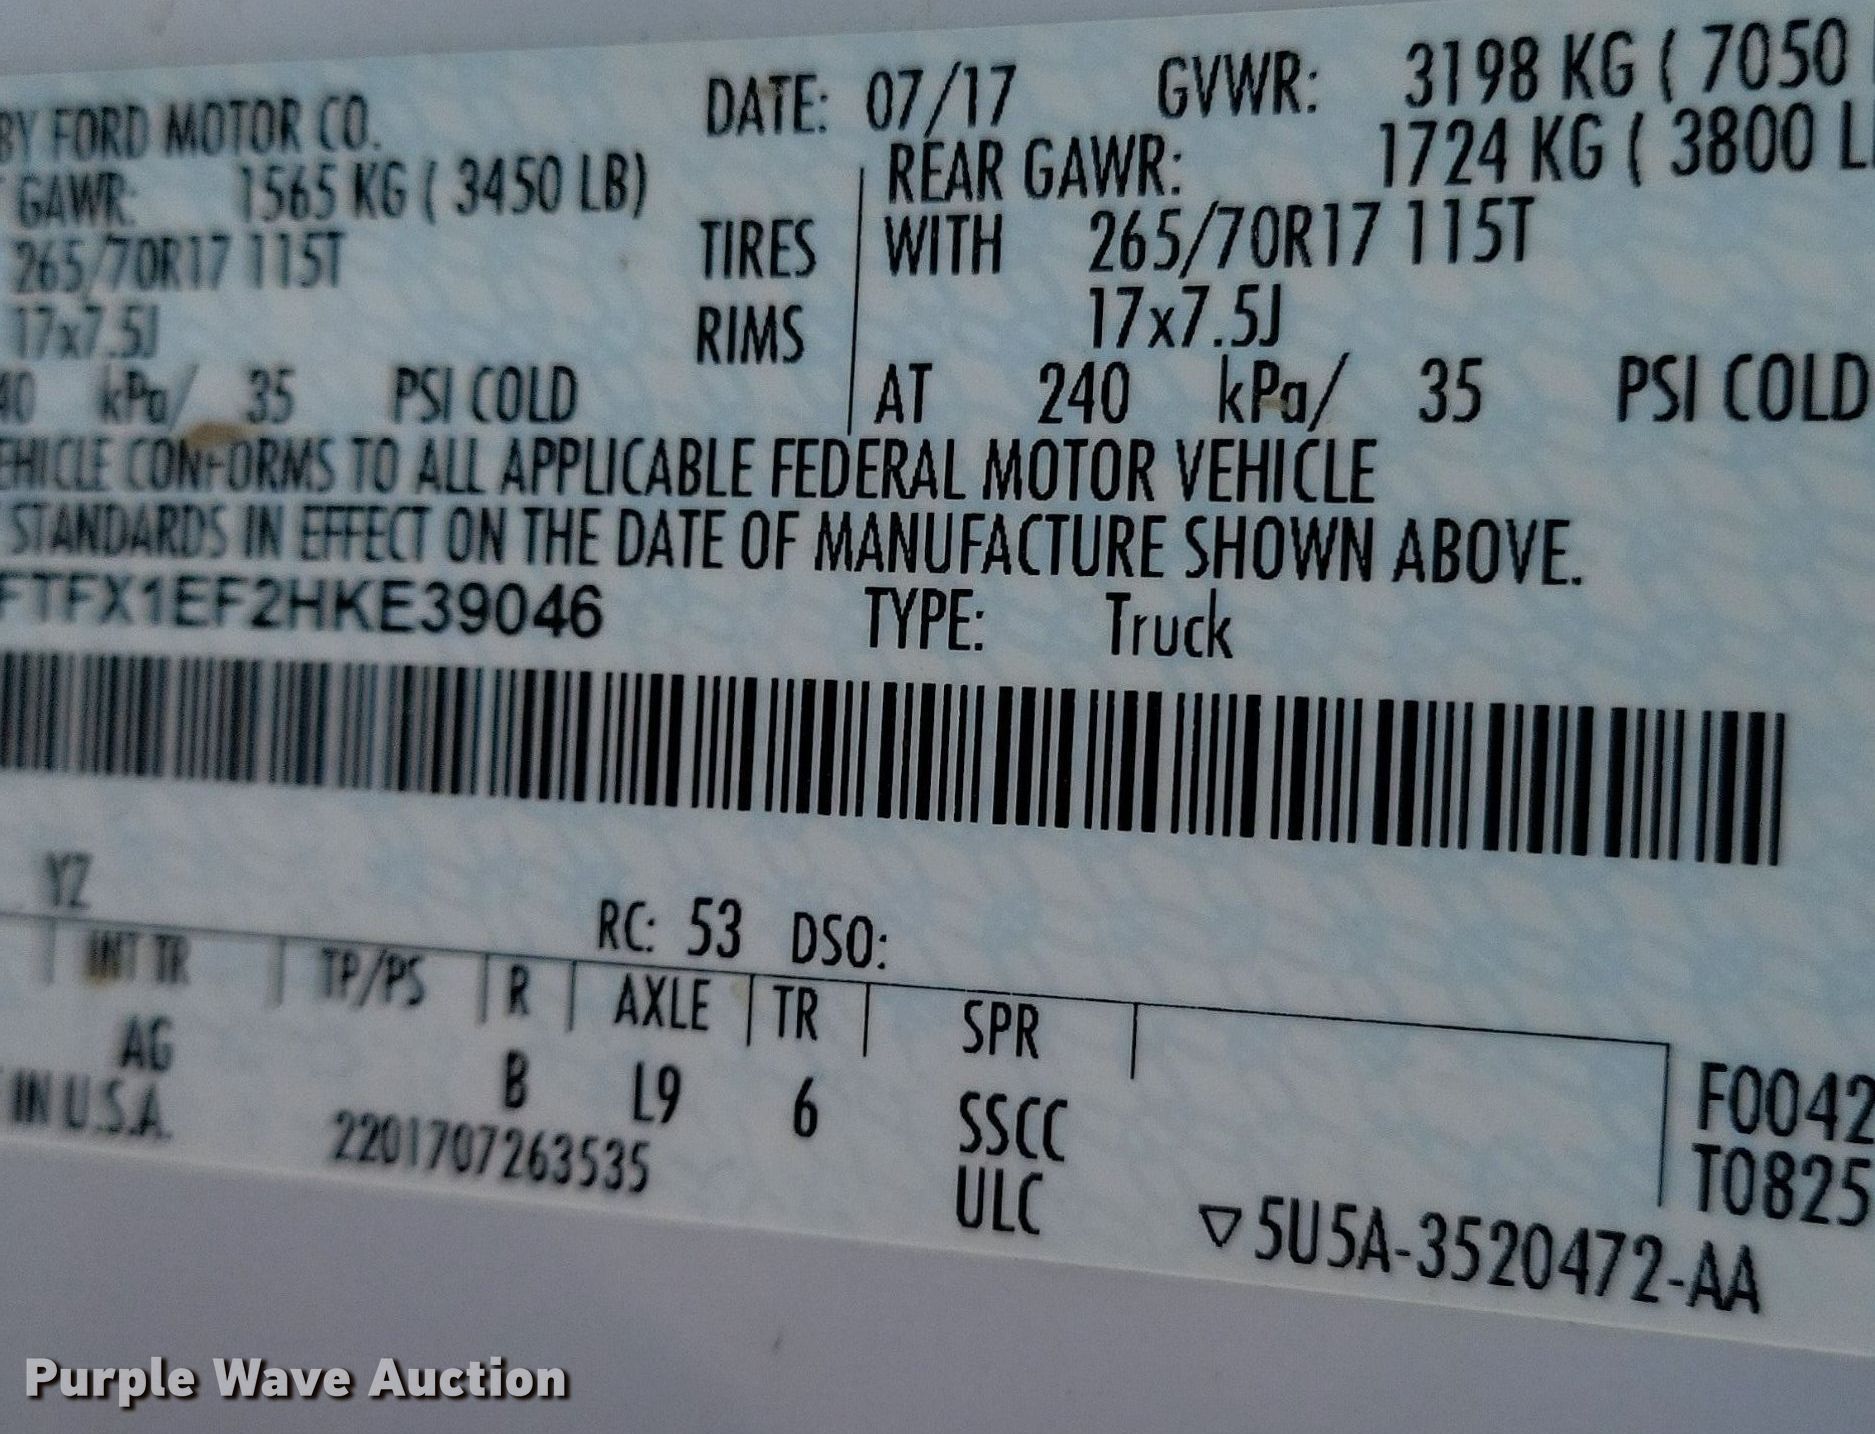 BY FORD MOTOR CO. DATE: 07/17 GVWR: 3198 KG ( 7050
GAWR: 1565 KG ( 3450 LB) REAR GAWR: 1724 KG ( 3800 L
265/70R17 115T TIRES WITH 265/70R17 115T
17x7.5J RIMS 17x7.5J
40 kPa/ 35 PSI COLD AT 240 kPa/ 35 PSI COLD
EHICLE CONFORMS TO ALL APPLICABLE FEDERAL MOTOR VEHICLE
STANDARDS IN EFFECT ON THE DATE OF MANUFACTURE SHOWN ABOVE.
FTFX1EF2HKE39046 TYPE: Truck
YZ
RC: 53 DSO:
INT TR TP/PS R AXLE TR SPR
AG B L9 6 SSCC F0042
IN U.S.A. 2201707263535 ULC T0825
▽5U5A-3520472-AA
Purple Wave Auction